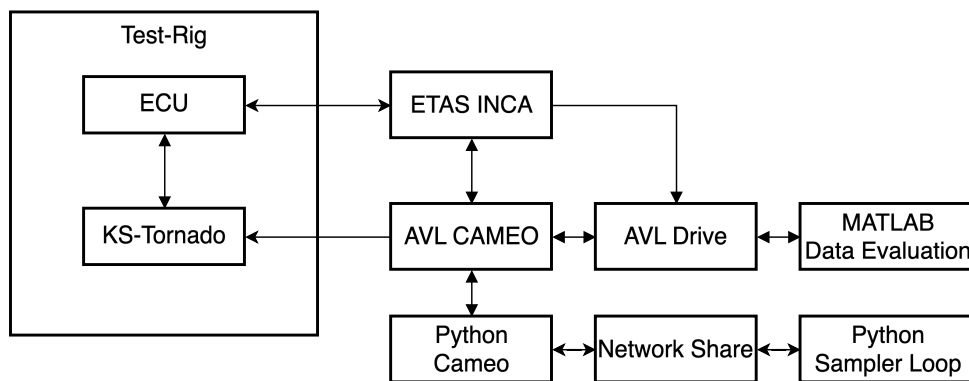 Test-Rig
ECU
ETAS INCA
KS-Tornado
AVL CAMEO
AVL Drive
MATLAB
Data Evaluation
Python
Cameo
Network Share
Python
Sampler Loop